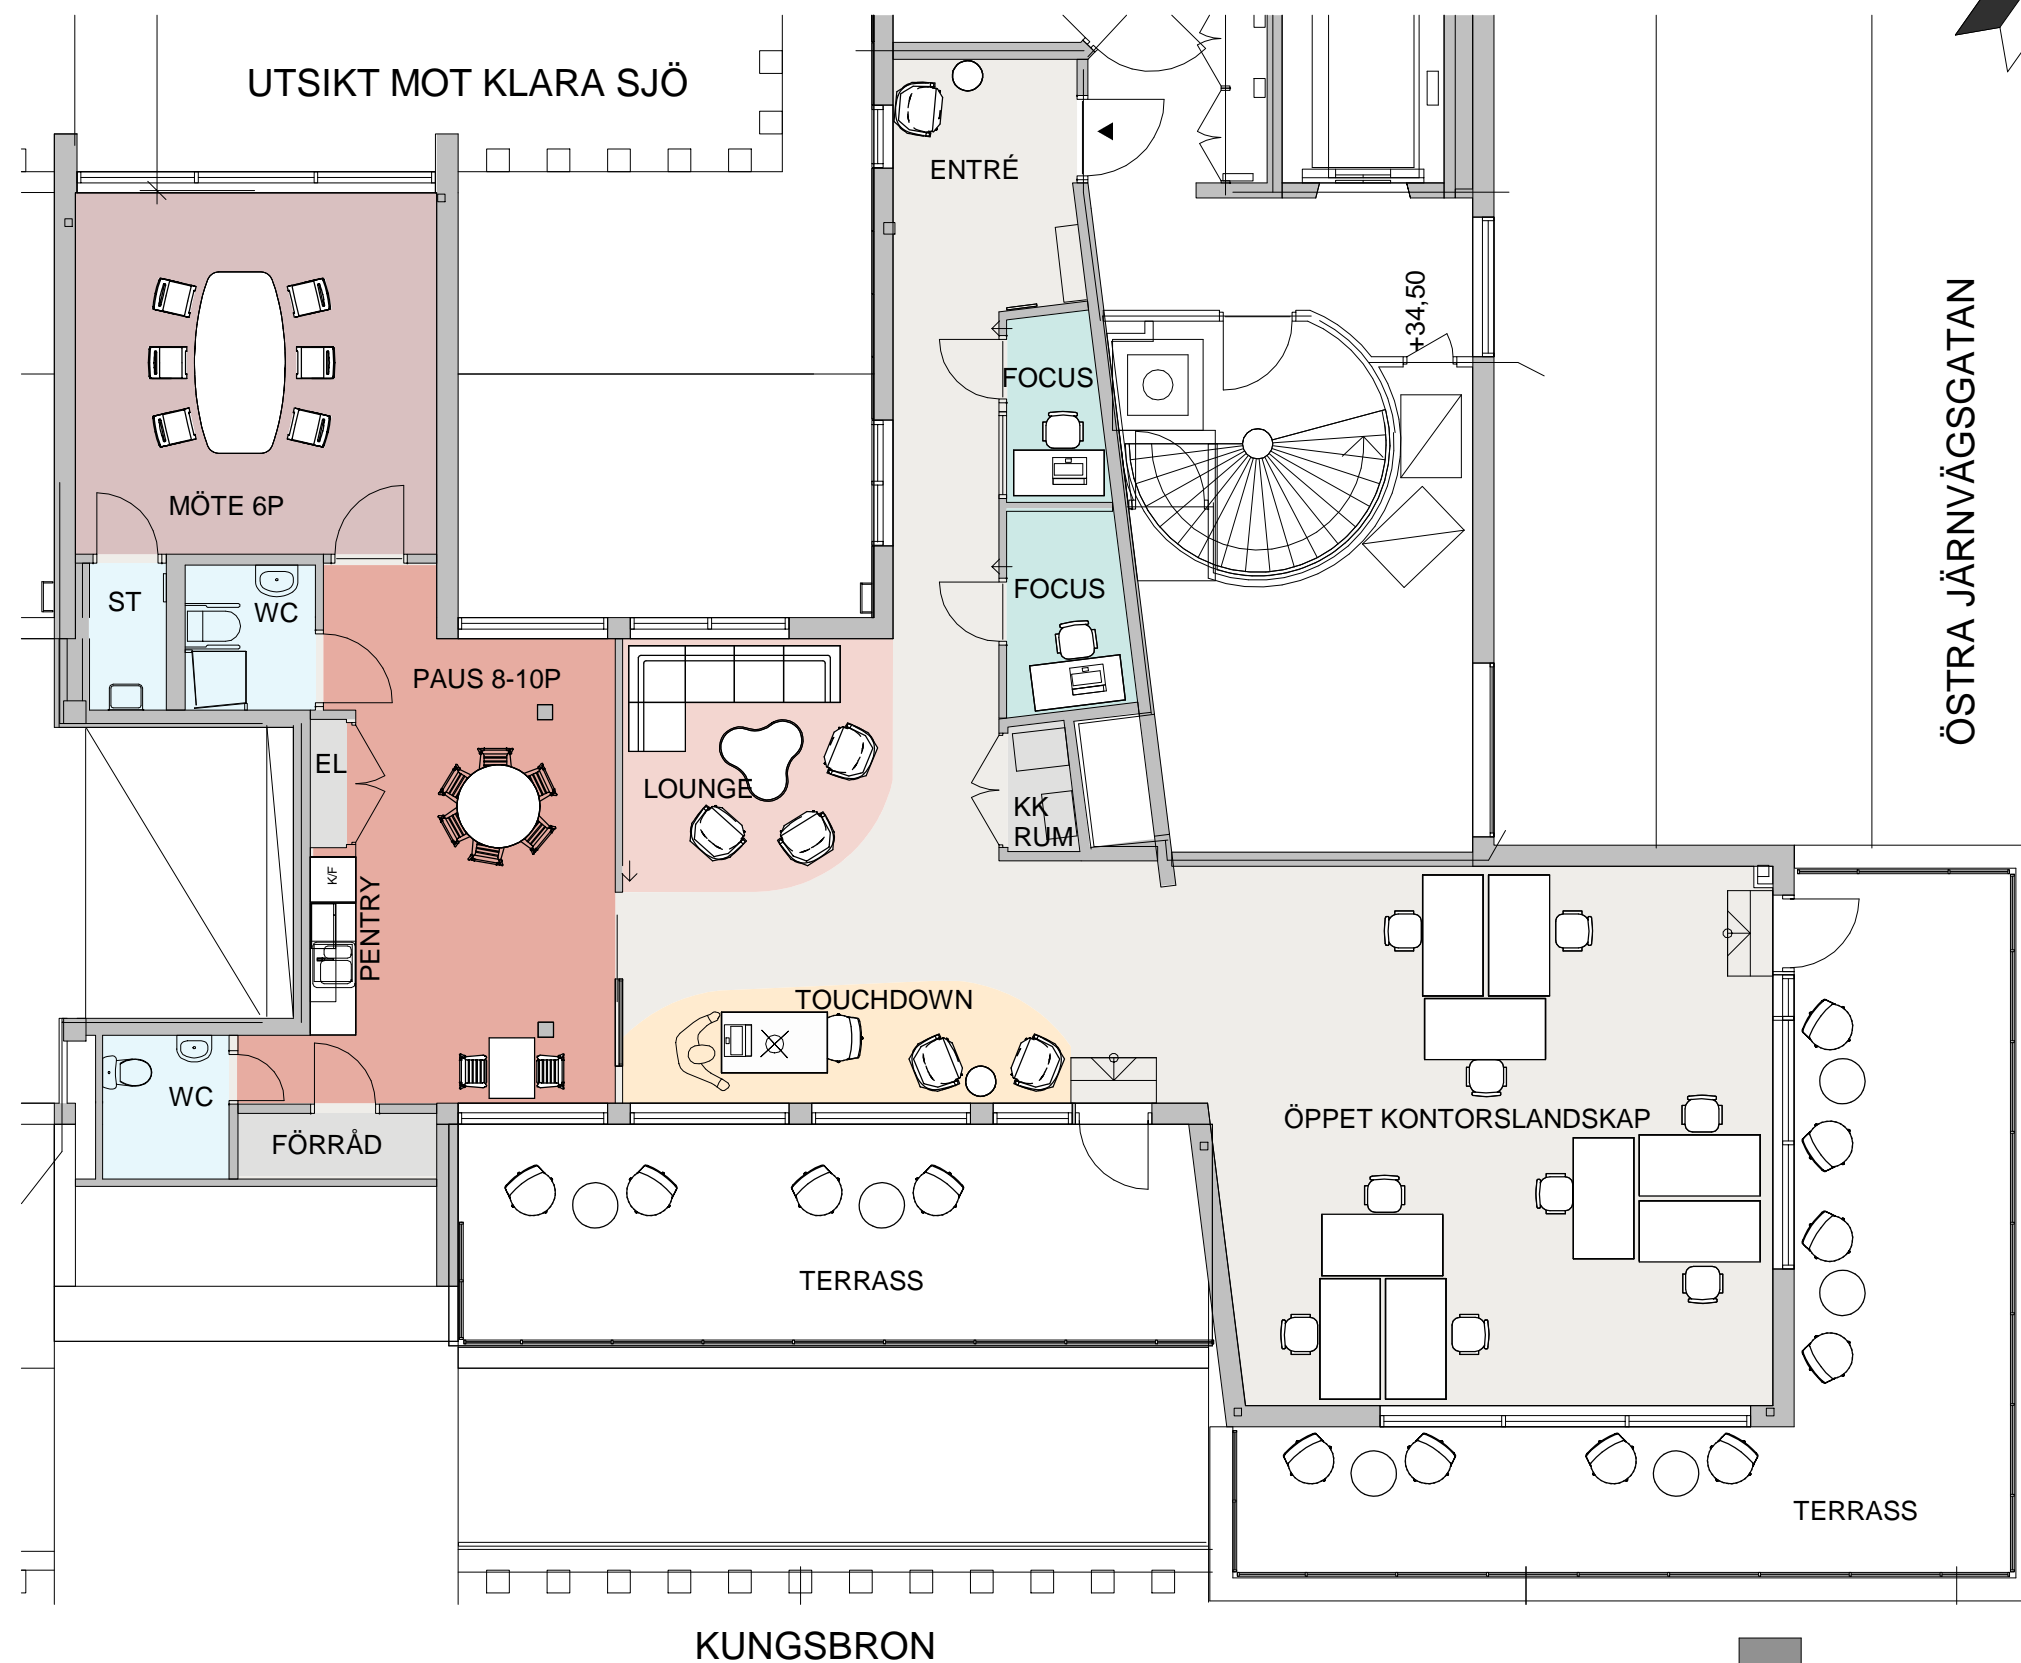 UTSIKT MOT KLARA SJÖ
ENTRÉ
+34,50
ÖSTRA JÄRNVÄGSGATAN
FOCUS
MÖTE 6P
FOCUS
ST
WC
PAUS 8-10P
EL
LOUNGE
KK
RUM
K/F
PENTRY
TOUCHDOWN
WC
ÖPPET KONTORSLANDSKAP
FÖRRÅD
TERRASS
TERRASS
KUNGSBRON